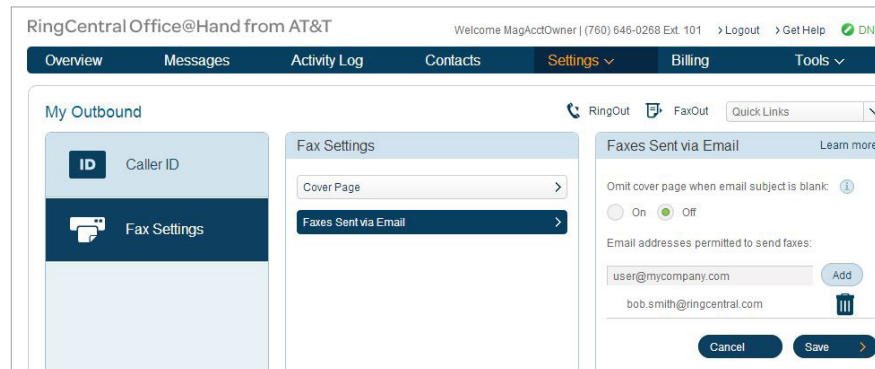 RingCentral Office@Hand from AT&T
Welcome MagAcctOwner | (760) 646-0268 Ext. 101 > Logout > Get Help DN
Overview Messages Activity Log Contacts Settings Billing Tools
My Outbound
RingOut FaxOut Quick Links
ID Caller ID
Fax Settings
Fax Settings
Cover Page
Faxes Sent via Email
Faxes Sent via Email Learn more
Omit cover page when email subject is blank: i
On Off
Email addresses permitted to send faxes:
user@mycompany.com Add
bob.smith@ringcentral.com
Cancel Save